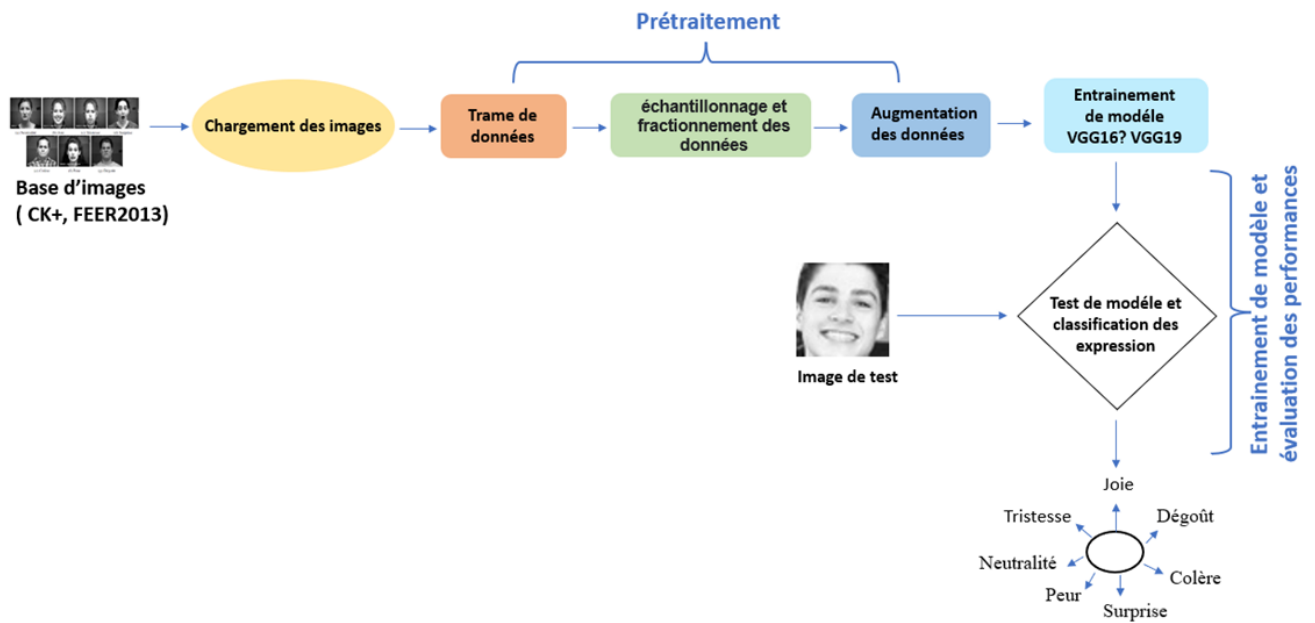 Prétraitement
Chargement des images
Trame de
données
échantillonnage et
fractionnement des
données
Augmentation
des données
Entrainement
de modèle
VGG16? VGG19
Base d'images
( CK+, FEER2013)
Entrainement de modèle et
évaluation des performances
Test de modéle et
classification des
expression
Image de test
Joie
Tristesse
Dégoût
Neutralité
Colère
Peur
Surprise